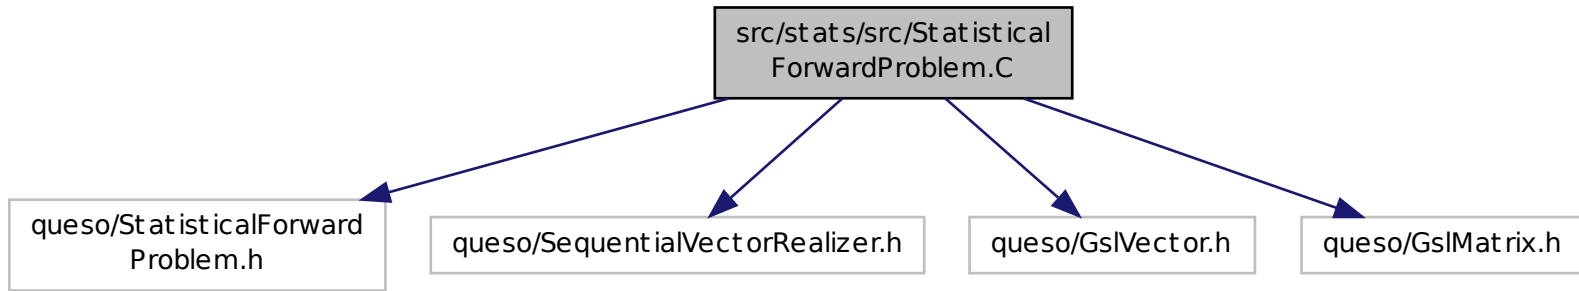 src/stats/src/Statistical
ForwardProblem.C
queso/StatisticalForward
Problem.h
queso/SequentialVectorRealizer.h
queso/GslVector.h
queso/GslMatrix.h